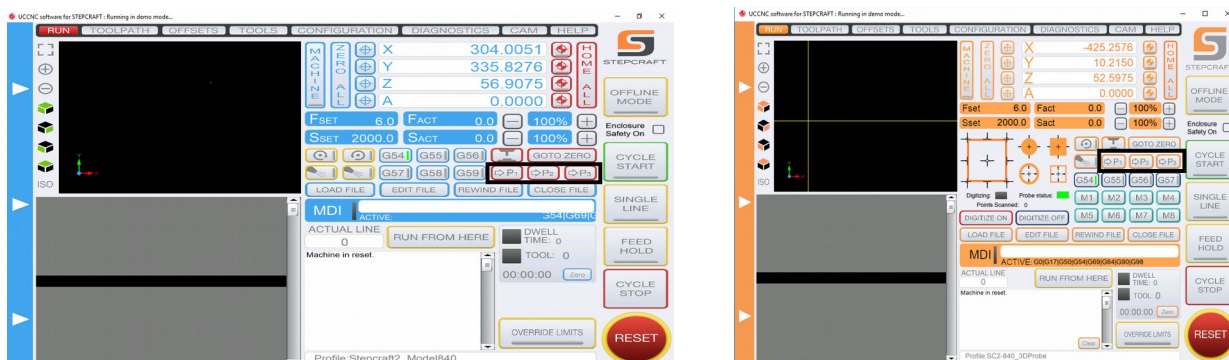 UCCNC software for STEPCRAFT : Running in demo mode...
RUN TOOLPATH OFFSETS TOOLS CONFIGURATION DIAGNOSTICS CAM HELP
MACHINE
ZERO ALL
X 304.0051
Y 335.8276
Z 56.9075
A 0.0000
HOME ALL
STEPCRAFT
OFFLINE MODE
FSET 6.0 FACT 0.0 100%
SSET 2000.0 SACT 0.0 100%
Enclosure Safety On
G54 G55 G56 GOTO ZERO
G57 G58 G59 P1 P2 P3
CYCLE START
ISO
LOAD FILE EDIT FILE REWIND FILE CLOSE FILE
SINGLE LINE
MDI ACTIVE: G54|G69|G
ACTUAL LINE
0
RUN FROM HERE
DWELL TIME: 0
TOOL: 0
FEED HOLD
Machine in reset.
00:00:00 Zero
CYCLE STOP
OVERRIDE LIMITS
RESET
Profile:Stepcraft2_Model840
UCCNC software for STEPCRAFT : Running in demo mode...
RUN TOOLPATH OFFSETS TOOLS CONFIGURATION DIAGNOSTICS CAM HELP
MACHINE
ZERO ALL
X -425.2576
Y 10.2150
Z 52.5975
A 0.0000
HOME ALL
STEPCRAF
OFFLINE MODE
Fset 6.0 Fact 0.0 100%
Sset 2000.0 Sact 0.0 100%
Enclosure Safety On
GOTO ZERO
P1 P2 P3
CYCLE START
ISO
G54 G55 G56 G57
Digitizing: Probe status:
M1 M2 M3 M4
Points Scanned: 0
SINGLE LINE
DIGITIZE ON DIGITIZE OFF M5 M6 M7 M8
LOAD FILE EDIT FILE REWIND FILE CLOSE FILE
FEED HOLD
MDI ACTIVE: G0|G17|G50|G54|G69|G64|G90|G98
ACTUAL LINE
0
RUN FROM HERE
DWELL TIME: 0
TOOL: 0
Machine in reset.
00:00:00 Zero
CYCLE STOP
Clear
OVERRIDE LIMITS
RESET
Profile:SC2-840_3DProbe